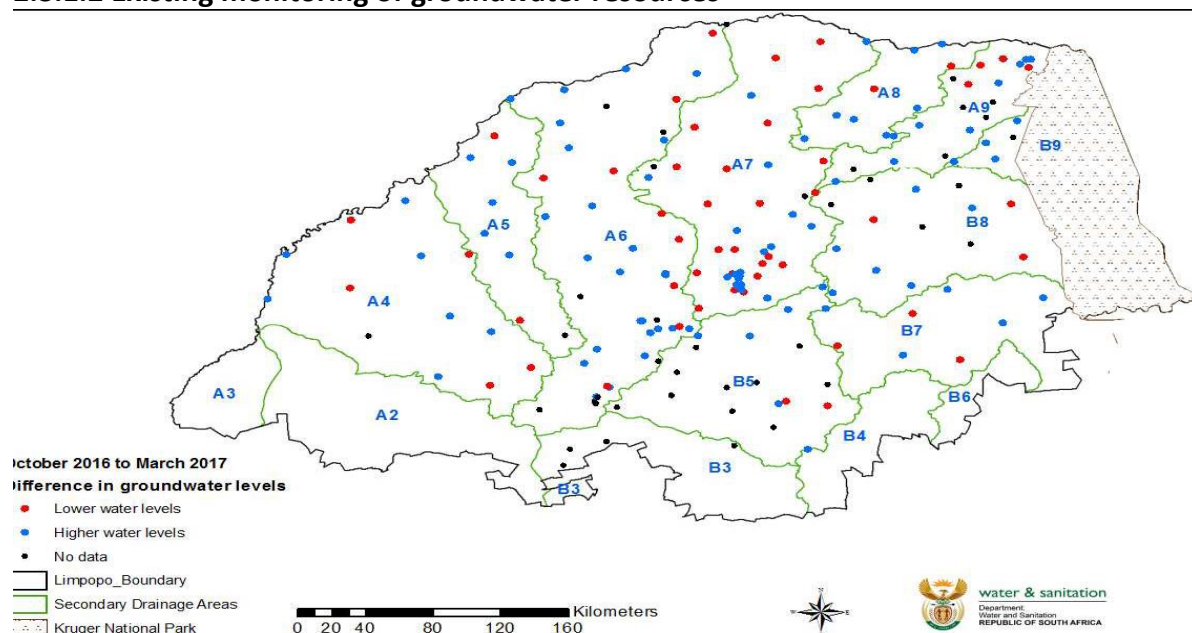 2.3.2.2 Existing monitoring of groundwater resources
A8
A9
B9
A7
A5
A6
B8
A4
B7
B5
A3
A2
B6
B4
B3
B3
October 2016 to March 2017
Difference in groundwater levels
Lower water levels
Higher water levels
No data
Limpopo_Boundary
Secondary Drainage Areas
Kruger National Park
Kilometers
0 20 40 80 120 160
N
W E
S
water & sanitation
Department:
Water and Sanitation
REPUBLIC OF SOUTH AFRICA